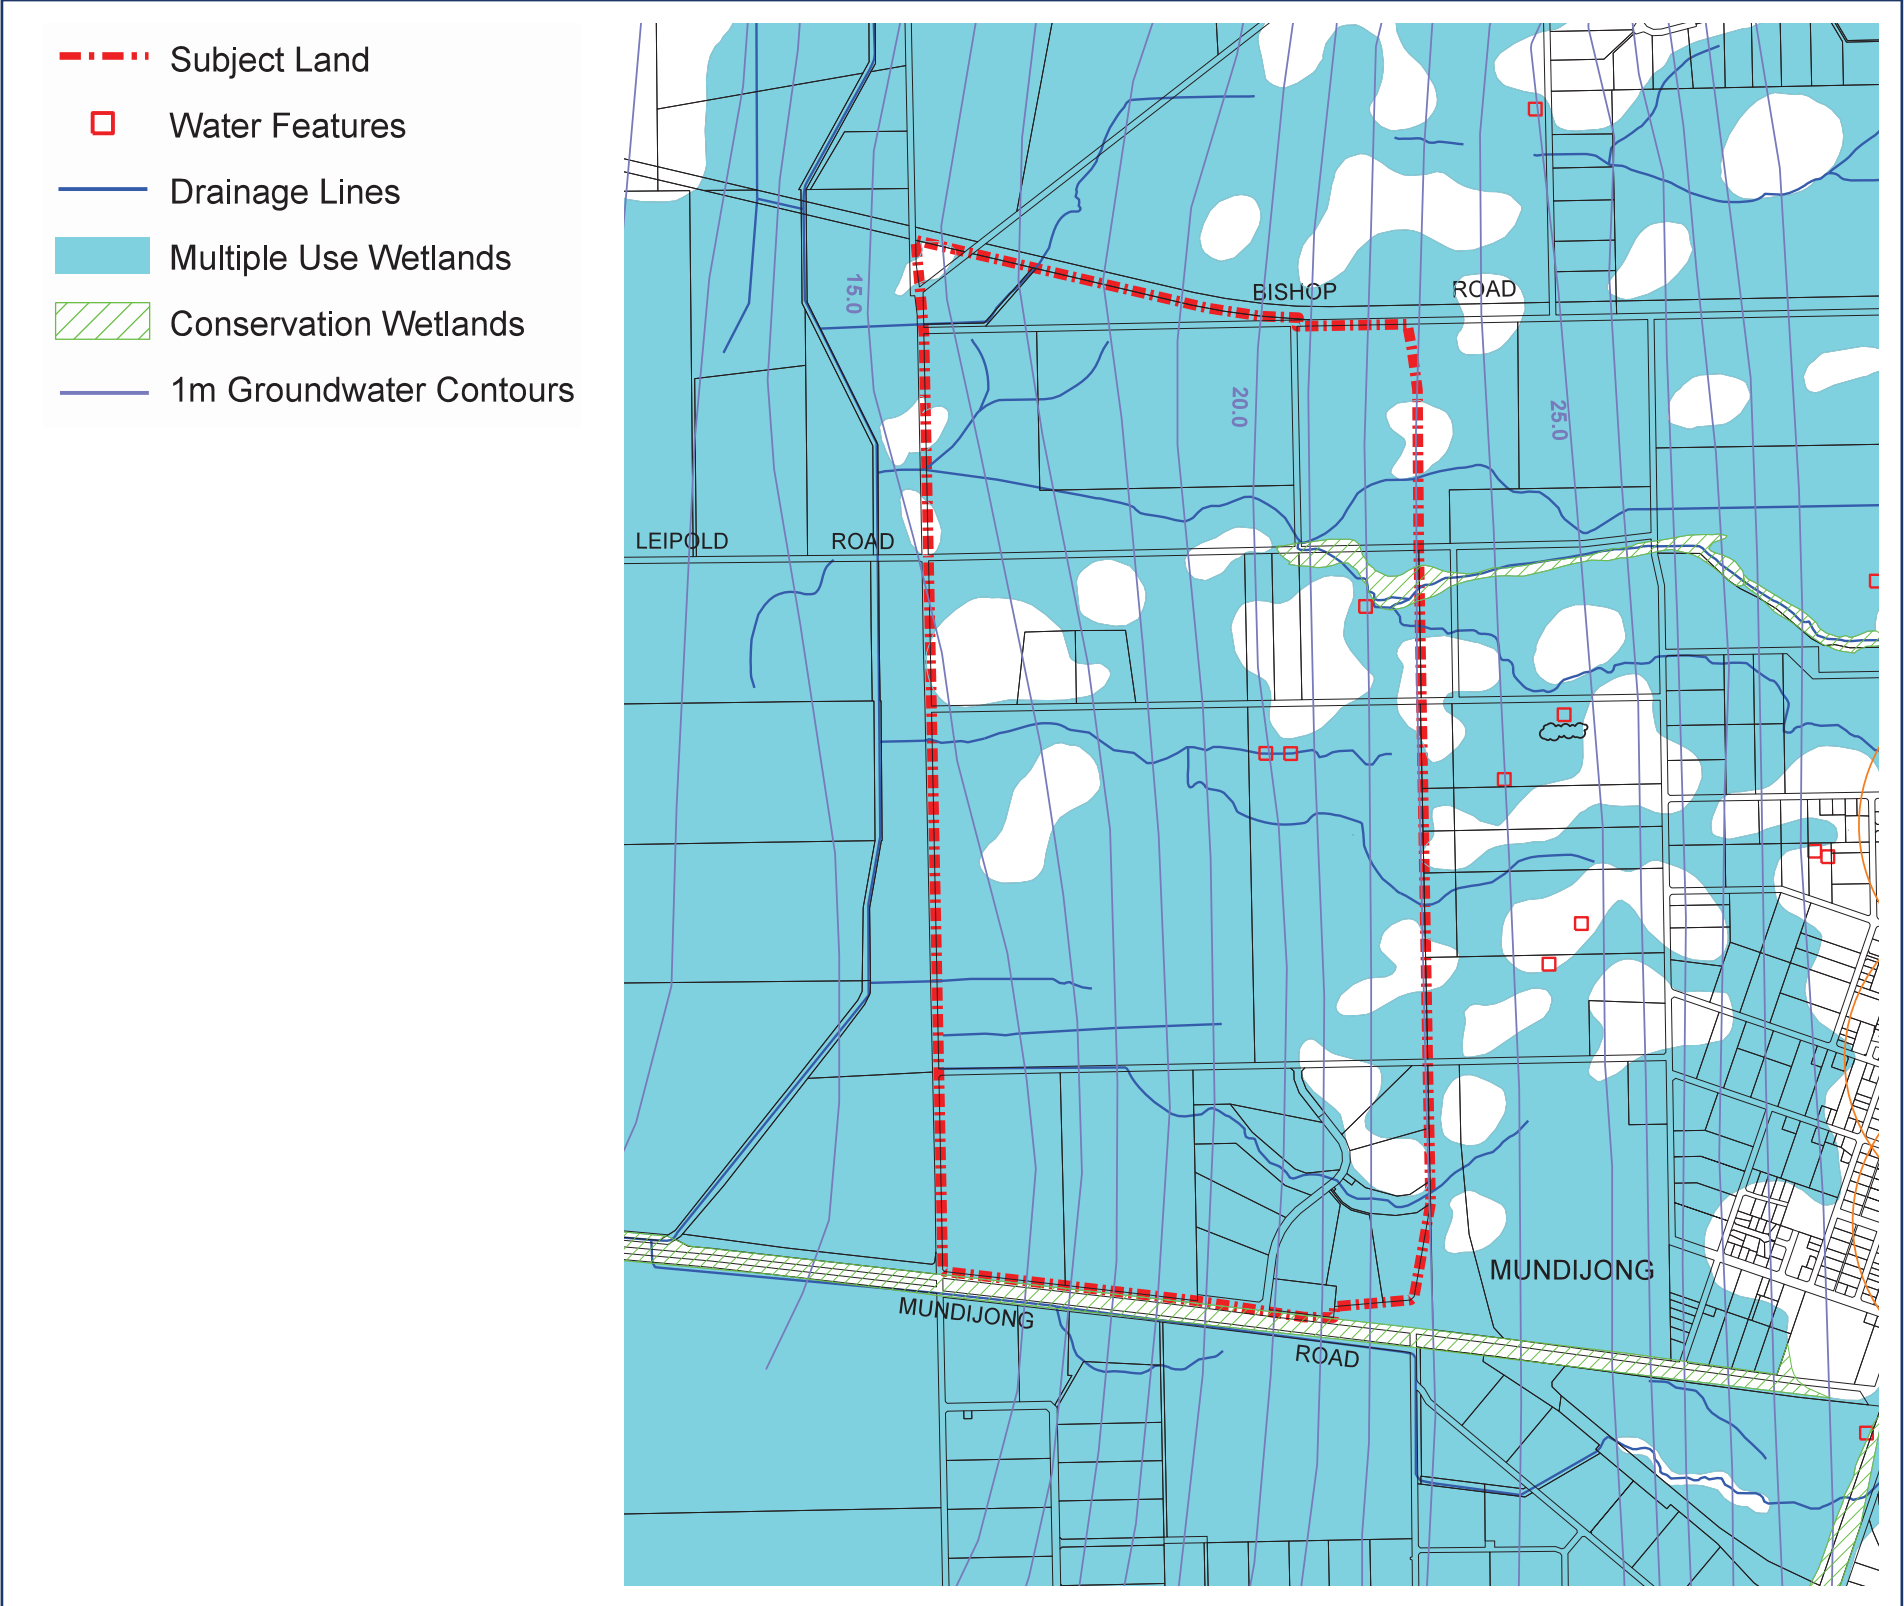 Subject Land
Water Features
Drainage Lines
Multiple Use Wetlands
Conservation Wetlands
1m Groundwater Contours
15.0
BISHOP ROAD
20.0
25.0
LEIPOLD ROAD
MUNDIJONG
MUNDIJONG
ROAD